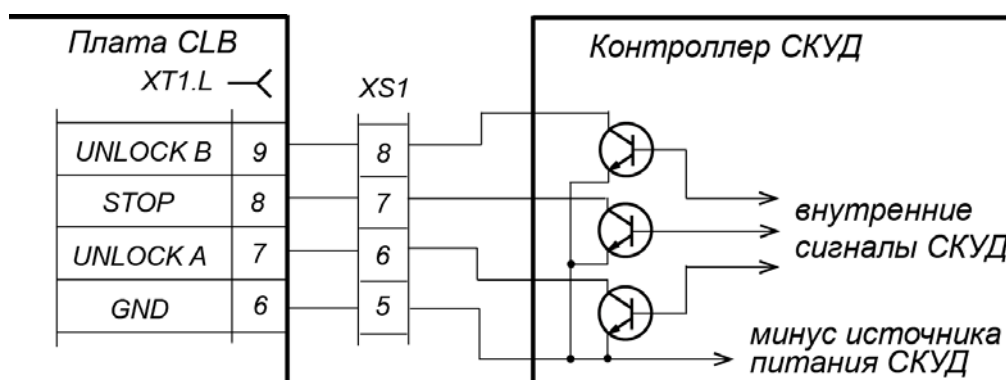 Плата CLB
XT1.L
XS1
Контроллер СКУД
UNLOCK B 9 8
STOP 8 7
UNLOCK A 7 6
GND 6 5
внутренние
сигналы СКУД
минус источника
питания СКУД